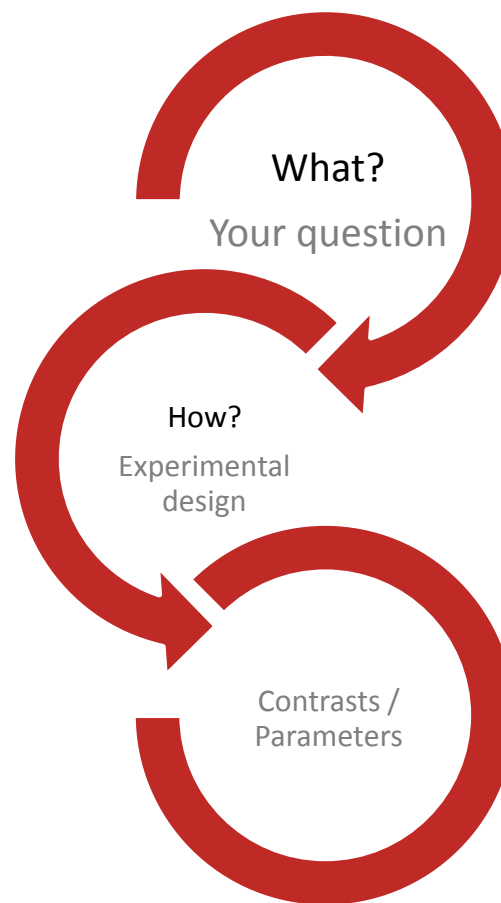 What?
Your question
How?
Experimental
design
Contrasts /
Parameters